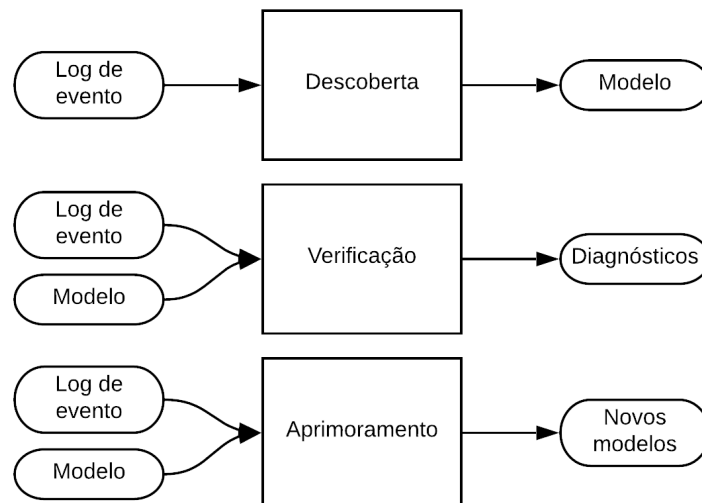 Log de
evento
Descoberta
Modelo
Log de
evento
Modelo
Verificação
Diagnósticos
Log de
evento
Modelo
Aprimoramento
Novos
modelos